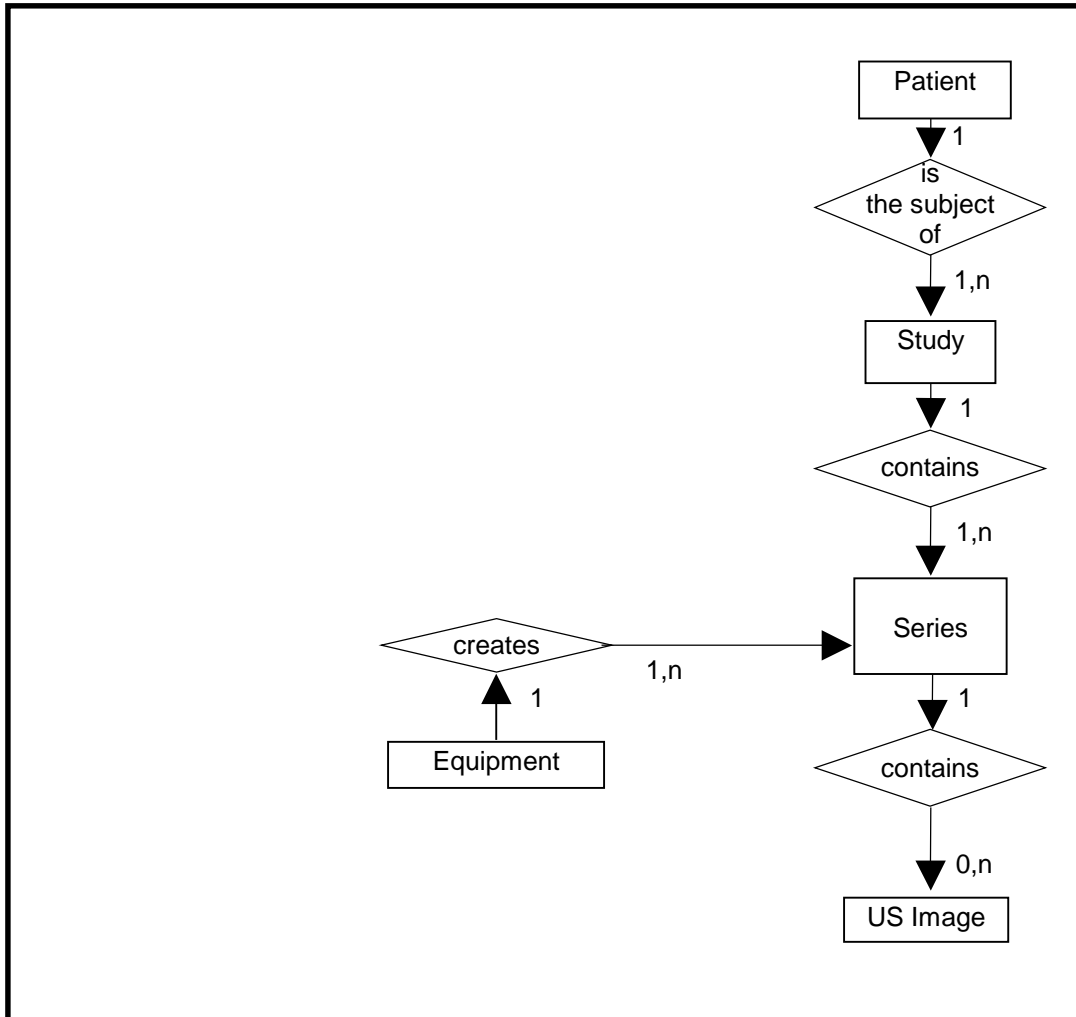 Patient
1
is
the subject
of
1,n
Study
1
contains
1,n
Series
creates
1,n
1
1
Equipment
contains
0,n
US Image